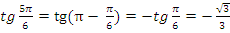 tg 5π/6 = tg(π − π/6) = −tg π/6 = − √3/3